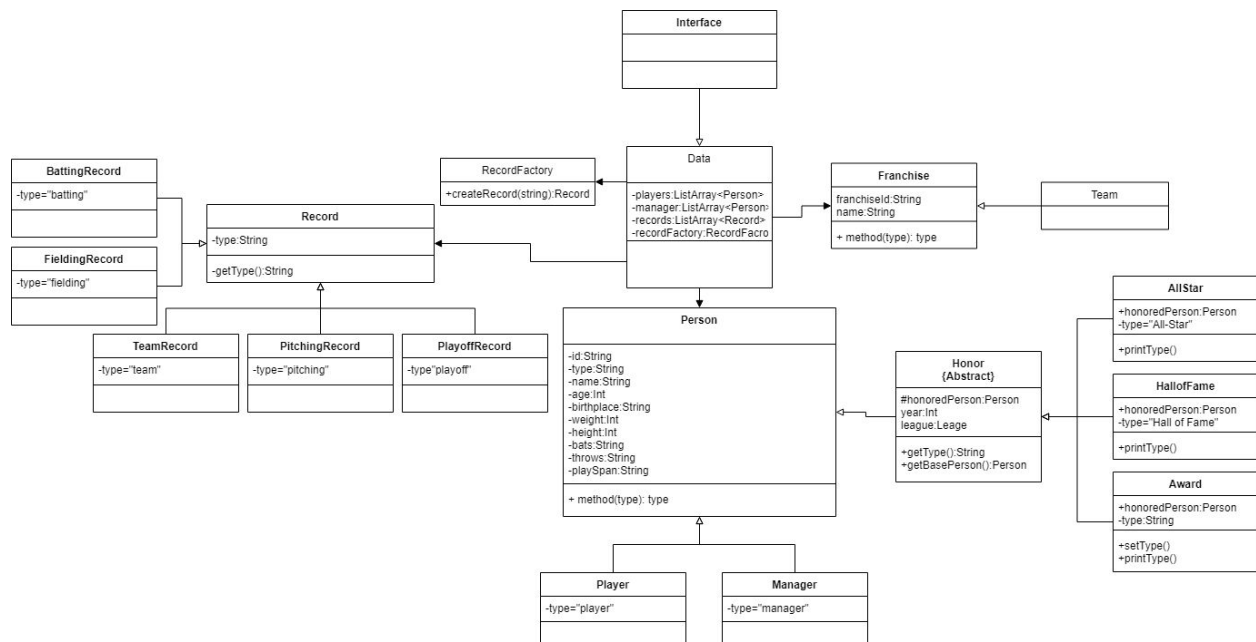 Interface
Data
-players:ListArray<Person>
-manager:ListArray<Person>
-records:ListArray<Record>
-recordFactory:RecordFacro
RecordFactory
+createRecord(string):Record
Franchise
franchiseId:String
name:String
+ method(type): type
Team
BattingRecord
-type="batting"
FieldingRecord
-type="fielding"
Record
-type:String
-getType():String
TeamRecord
-type="team"
PitchingRecord
-type="pitching"
PlayoffRecord
-type"playoff"
Person
-id:String
-type:String
-name:String
-age:Int
-birthplace:String
-weight:Int
-height:Int
-bats:String
-throws:String
-playSpan:String
+ method(type): type
Honor
{Abstract}
#honoredPerson:Person
year:Int
league:Leage
+getType():String
+getBasePerson():Person
AllStar
+honoredPerson:Person
-type="All-Star"
+printType()
HallofFame
+honoredPerson:Person
-type="Hall of Fame"
+printType()
Award
+honoredPerson:Person
-type:String
+setType()
+printType()
Player
-type="player"
Manager
-type="manager"